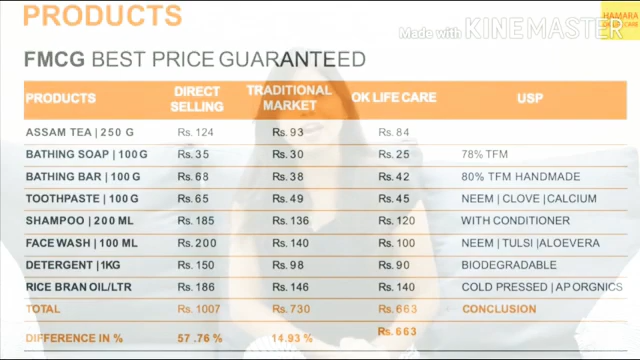 PRODUCTS
HAMARA
Made with KINEMASTER
FMCG BEST PRICE GUARANTEED
PRODUCTS DIRECT SELLING TRADITIONAL MARKET OK LIFE CARE USP
ASSAM TEA | 250 G Rs. 124 Rs. 93 Rs. 84
BATHING SOAP | 100 G Rs. 35 Rs. 30 Rs. 25 78% TFM
BATHING BAR | 100 G Rs. 68 Rs. 38 Rs. 42 80% TFM HANDMADE
TOOTHPASTE | 100 G Rs. 65 Rs. 49 Rs. 45 NEEM | CLOVE | CALCIUM
SHAMPOO | 200 ML Rs. 185 Rs. 136 Rs. 120 WITH CONDITIONER
FACE WASH | 100 ML Rs. 200 Rs. 140 Rs. 100 NEEM | TULSI | ALOEVERA
DETERGENT | 1KG Rs. 150 Rs. 98 Rs. 90 BIODEGRADABLE
RICE BRAN OIL/LTR Rs. 186 Rs. 146 Rs. 140 COLD PRESSED | AP ORGNICS
TOTAL Rs. 1007 Rs. 730 Rs. 663 CONCLUSION
DIFFERENCE IN % 57 .76 % 14.93 % Rs. 663